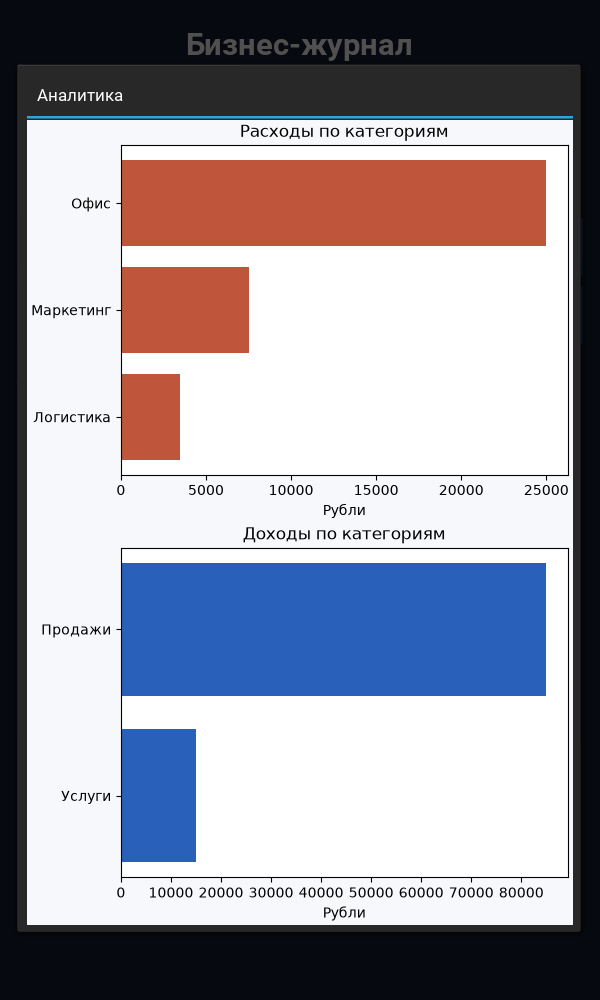 Бизнес-журнал
Аналитика
Расходы по категориям
Офис
Маркетинг
Логистика
0 5000 10000 15000 20000 25000
Рубли
Доходы по категориям
Продажи
Услуги
0 10000 20000 30000 40000 50000 60000 70000 80000
Рубли